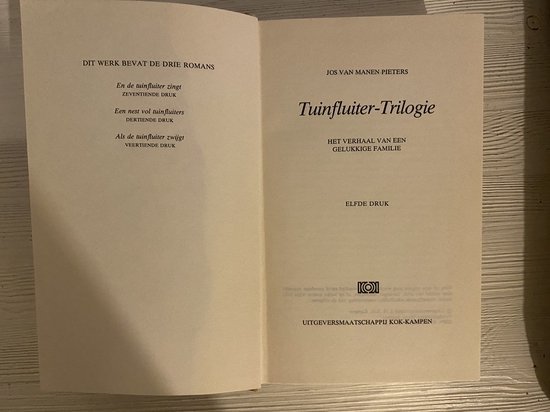 DIT WERK BEVAT DE DRIE ROMANS
En de tuinfluiter zingt
ZEVENTIENDE DRUK
Een nest vol tuinfluiters
DERTIENDE DRUK
Als de tuinfluiter zwijgt
VEERTIENDE DRUK
JOS VAN MANEN-PIETERS
Tuinfluiter-Trilogie
HET VERHAAL VAN EEN
GELUKKIGE FAMILIE
ELFDE DRUK
UITGEVERSMAATSCHAPPIJ KOK-KAMPEN